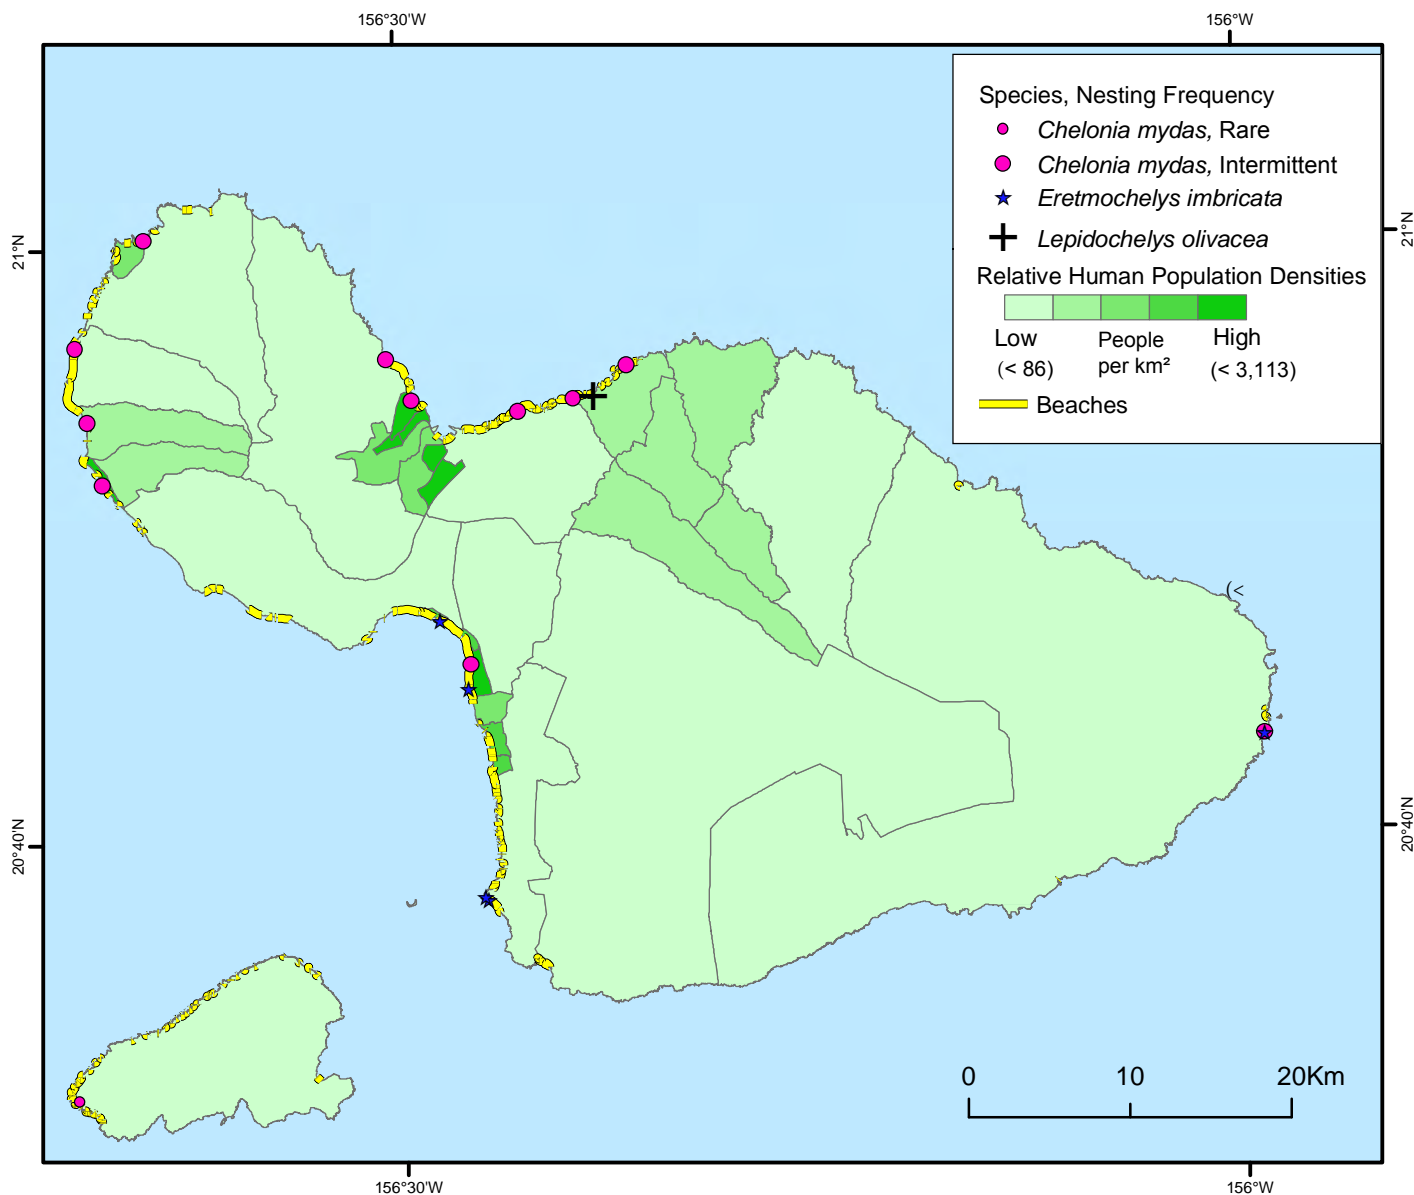 156°30'W
156°W
Species, Nesting Frequency
Chelonia mydas, Rare
Chelonia mydas, Intermittent
Eretmochelys imbricata
Lepidochelys olivacea
Relative Human Population Densities
Low People High
(< 86) per km² (< 3,113)
Beaches
21°N
21°N
(<
20°40'N
20°40'N
0 10 20Km
156°30'W
156°W